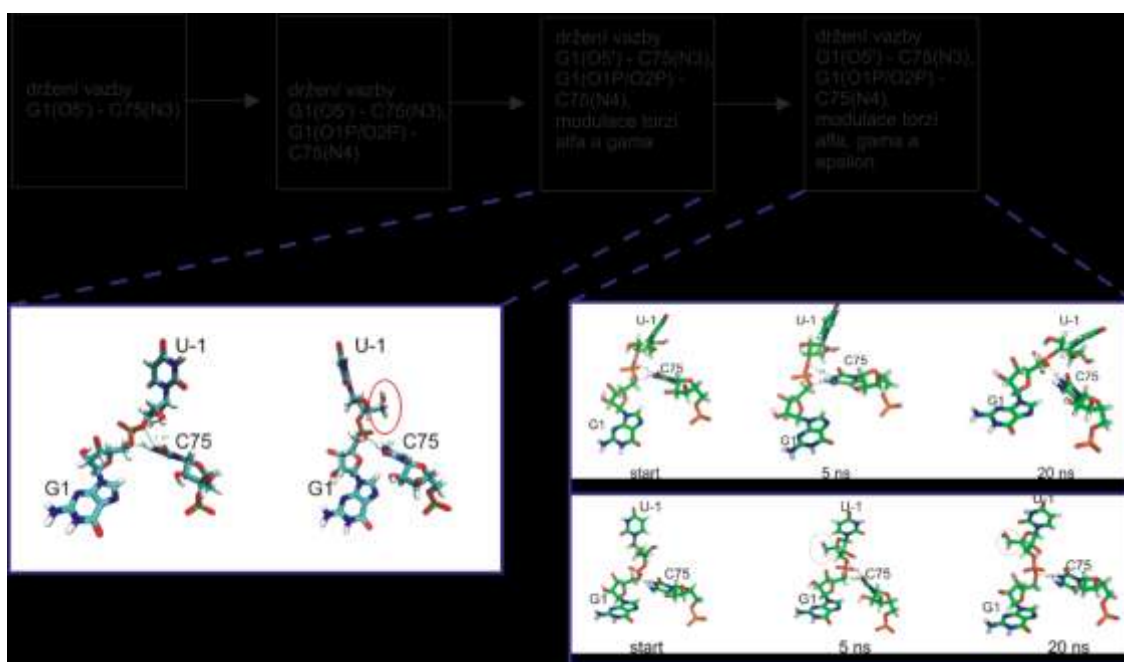 držení vazby
G1(O5') - C75(N3)
držení vazby
G1(O5') - C75(N3),
G1(O1P/O2P) -
C75(N4)
držení vazby
G1(O5') - C75(N3),
G1(O1P/O2P) -
C75(N4),
modulace torzí
alfa a gama
držení vazby
G1(O5') - C75(N3),
G1(O1P/O2P) -
C75(N4),
modulace torzí
alfa, gama a
epsilon
U-1
C75
G1
U-1
C75
G1
U-1
C75
G1
start
U-1
C75
G1
5 ns
U-1
C75
G1
20 ns
U-1
C75
G1
start
U-1
C75
G1
5 ns
U-1
C75
G1
20 ns